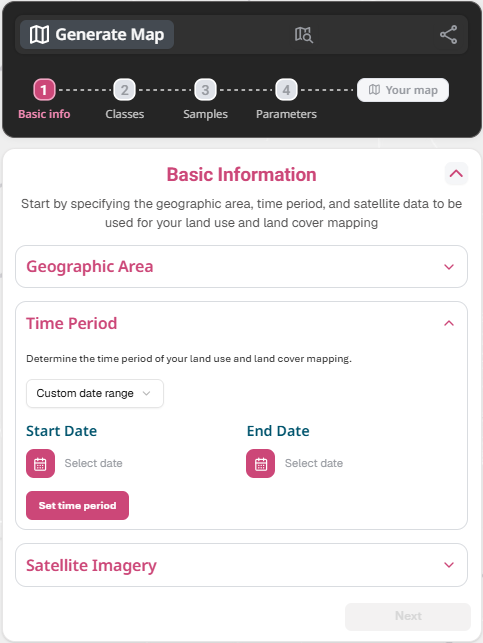 Generate Map
1 2 3 4 Your map
Basic info Classes Samples Parameters
Basic Information
Start by specifying the geographic area, time period, and satellite data to be
used for your land use and land cover mapping
Geographic Area
Time Period
Determine the time period of your land use and land cover mapping.
Custom date range
Start Date End Date
Select date Select date
Set time period
Satellite Imagery
Next